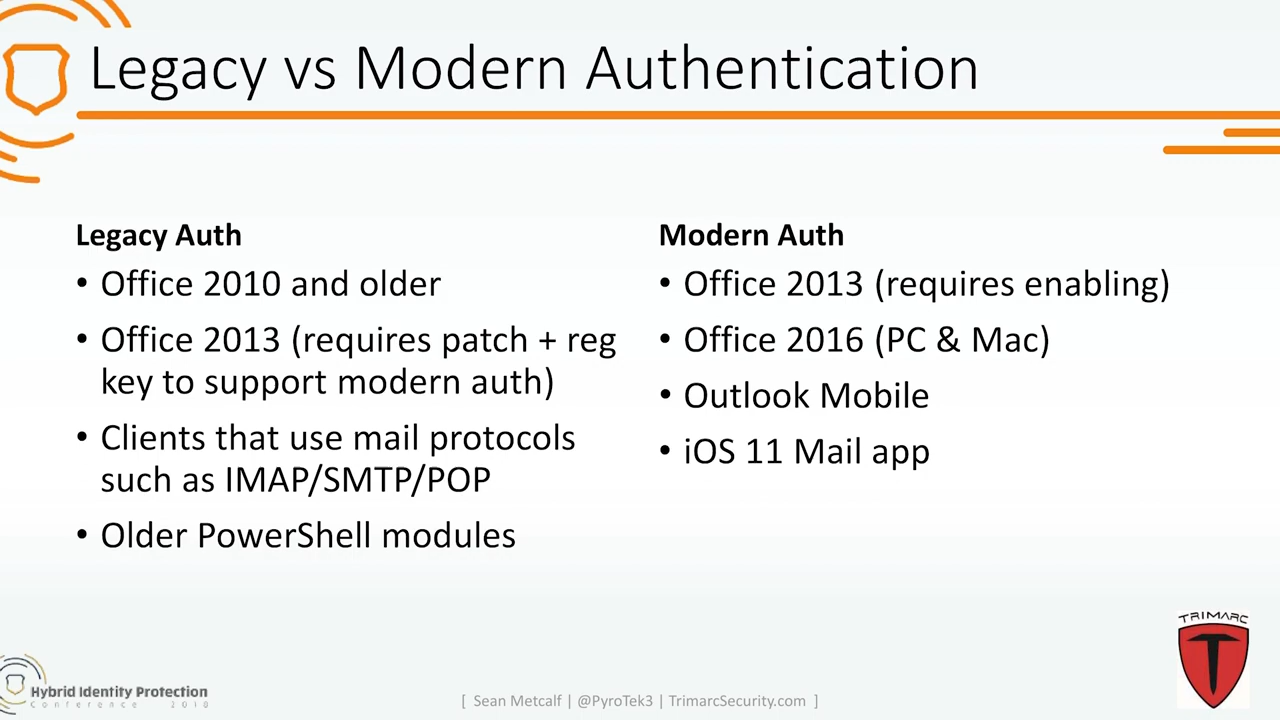 Legacy vs Modern Authentication
Legacy Auth
• Office 2010 and older
• Office 2013 (requires patch + reg
key to support modern auth)
• Clients that use mail protocols
such as IMAP/SMTP/POP
• Older PowerShell modules
Modern Auth
• Office 2013 (requires enabling)
• Office 2016 (PC & Mac)
• Outlook Mobile
• iOS 11 Mail app
TRIMARC
T
Hybrid Identity Protection
Conference 2018
[ Sean Metcalf | @PyroTek3 | TrimarcSecurity.com ]